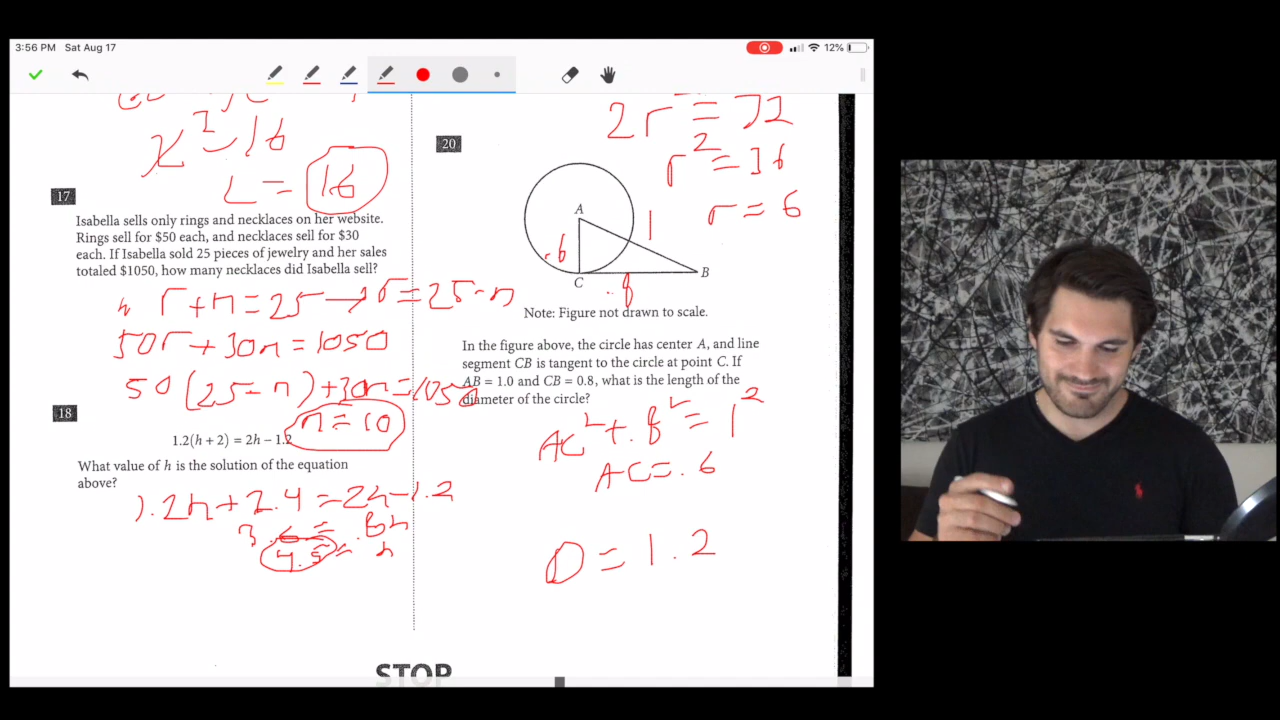 3:56 PM Sat Aug 17
12%
x² = 16
L = 16
17
Isabella sells only rings and necklaces on her website.
Rings sell for $50 each, and necklaces sell for $30
each. If Isabella sold 25 pieces of jewelry and her sales
totaled $1050, how many necklaces did Isabella sell?
r + n = 25 → r = 25 - n
50r + 30n = 1050
50(25 - n) + 30n = 1050
n = 10
18
1.2(h + 2) = 2h − 1.2
What value of h is the solution of the equation
above?
1.2h + 2.4 = 2h - 1.2
3.6 = .8h
4.5 = h
2r² = 72
r² = 36
r = 6
20
A
1
.6
B
C
.8
Note: Figure not drawn to scale.
In the figure above, the circle has center A, and line
segment CB is tangent to the circle at point C. If
AB = 1.0 and CB = 0.8, what is the length of the
diameter of the circle?
AC² + .8² = 1²
AC = .6
D = 1.2
STOP